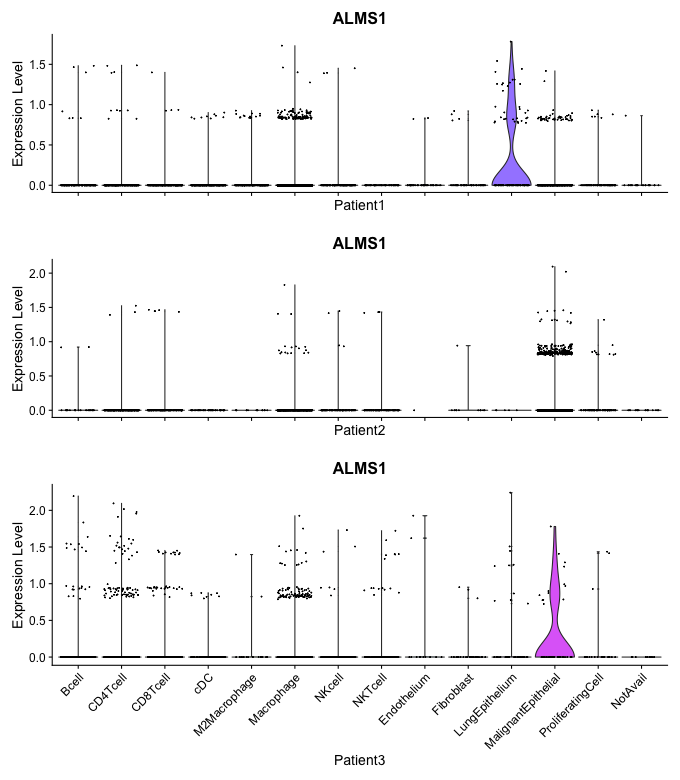 ALMS1
Expression Level
1.5
1.0
0.5
0.0
Patient1
ALMS1
Expression Level
2.0
1.5
1.0
0.5
0.0
Patient2
ALMS1
Expression Level
2.0
1.5
1.0
0.5
0.0
Bcell
CD4Tcell
CD8Tcell
cDC
M2Macrophage
Macrophage
NKcell
NKTcell
Endothelium
Fibroblast
LungEpithelium
MalignantEpithelial
ProliferatingCell
NotAvail
Patient3